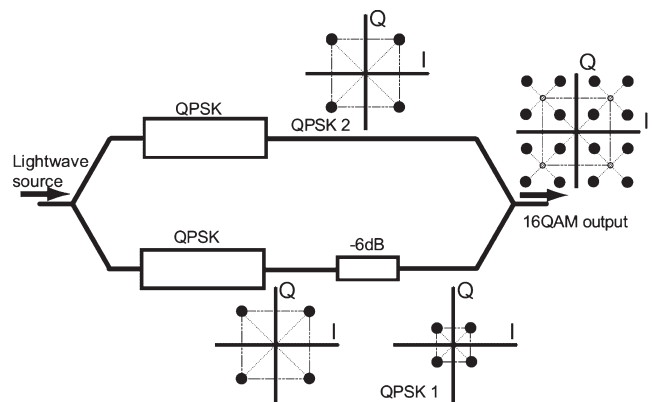 Q
I
QPSK
QPSK 2
Q
I
Lightwave
source
16QAM output
QPSK
-6dB
Q
I
Q
I
QPSK 1